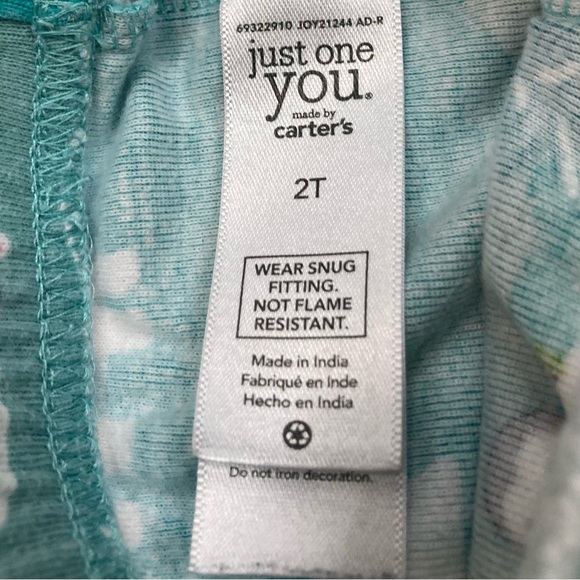 69322910 JOY21244 AD-R
just one
you®
made by
carter's
2T
WEAR SNUG
FITTING.
NOT FLAME
RESISTANT.
Made in India
Fabriqué en Inde
Hecho en India
Do not iron decoration.